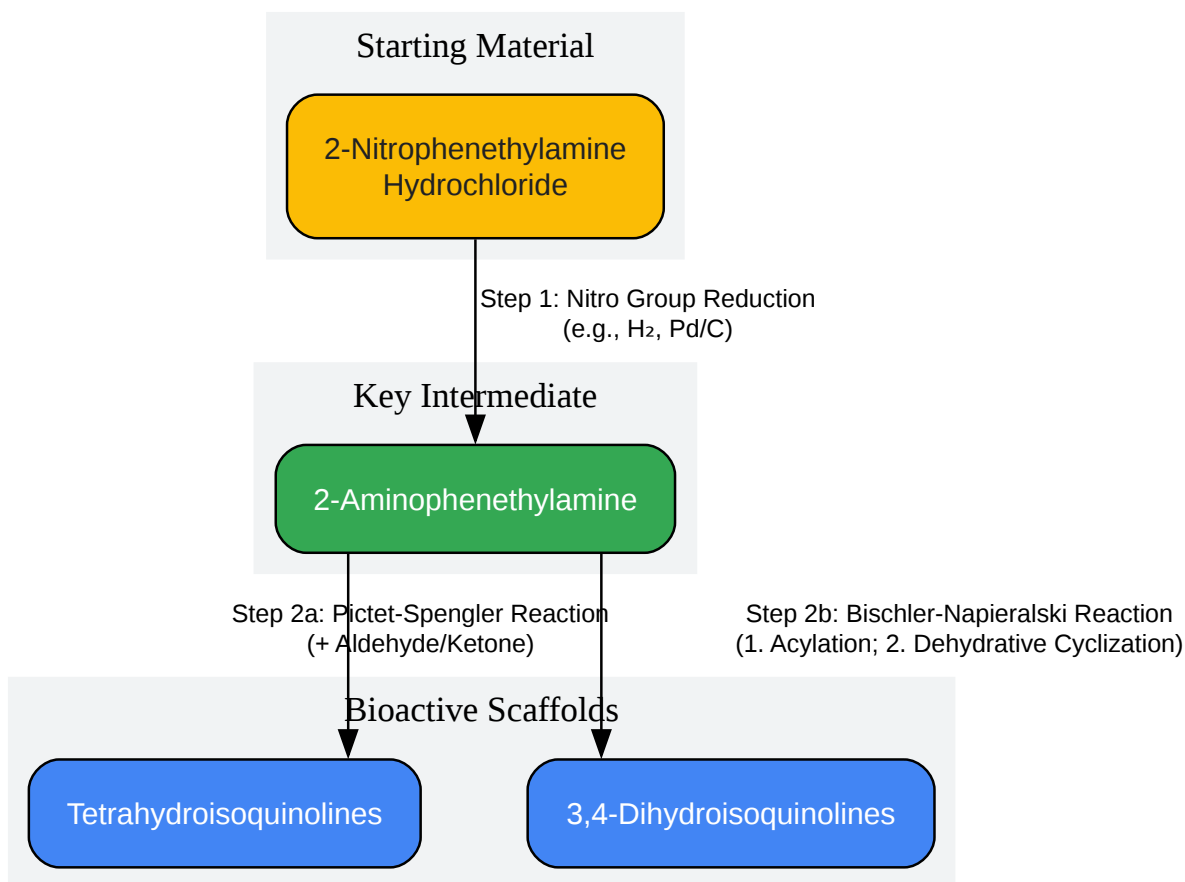 Starting Material
2-Nitrophenethylamine
Hydrochloride
Step 1: Nitro Group Reduction
(e.g., H₂, Pd/C)
Key Intermediate
2-Aminophenethylamine
Step 2a: Pictet-Spengler Reaction
(+ Aldehyde/Ketone)
Step 2b: Bischler-Napieralski Reaction
(1. Acylation; 2. Dehydrative Cyclization)
Bioactive Scaffolds
Tetrahydroisoquinolines
3,4-Dihydroisoquinolines